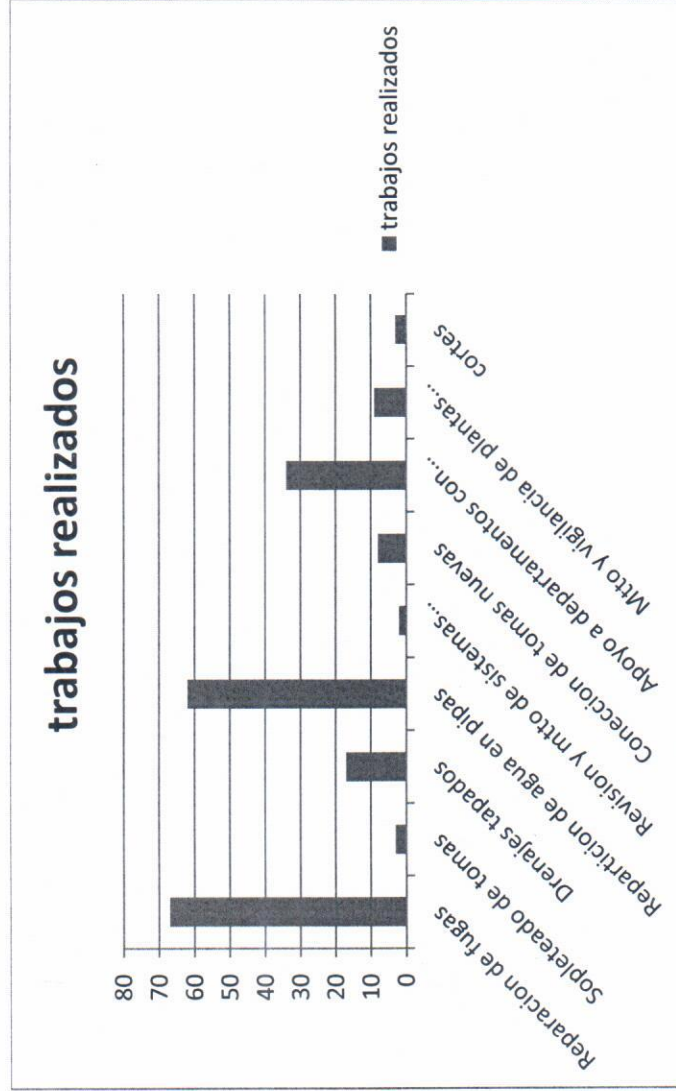 trabajos realizados
80
70
60
50
40
30
20
10
0
Reparacion de fugas
Sopleteado de tomas
Drenajes tapados
Reparticion de agua en pipas
Revision y mtto de sistemas...
Coneccion de tomas nuevas
Apoyo a departamentos con...
Mtto y vigilancia de plantas...
cortes
trabajos realizados